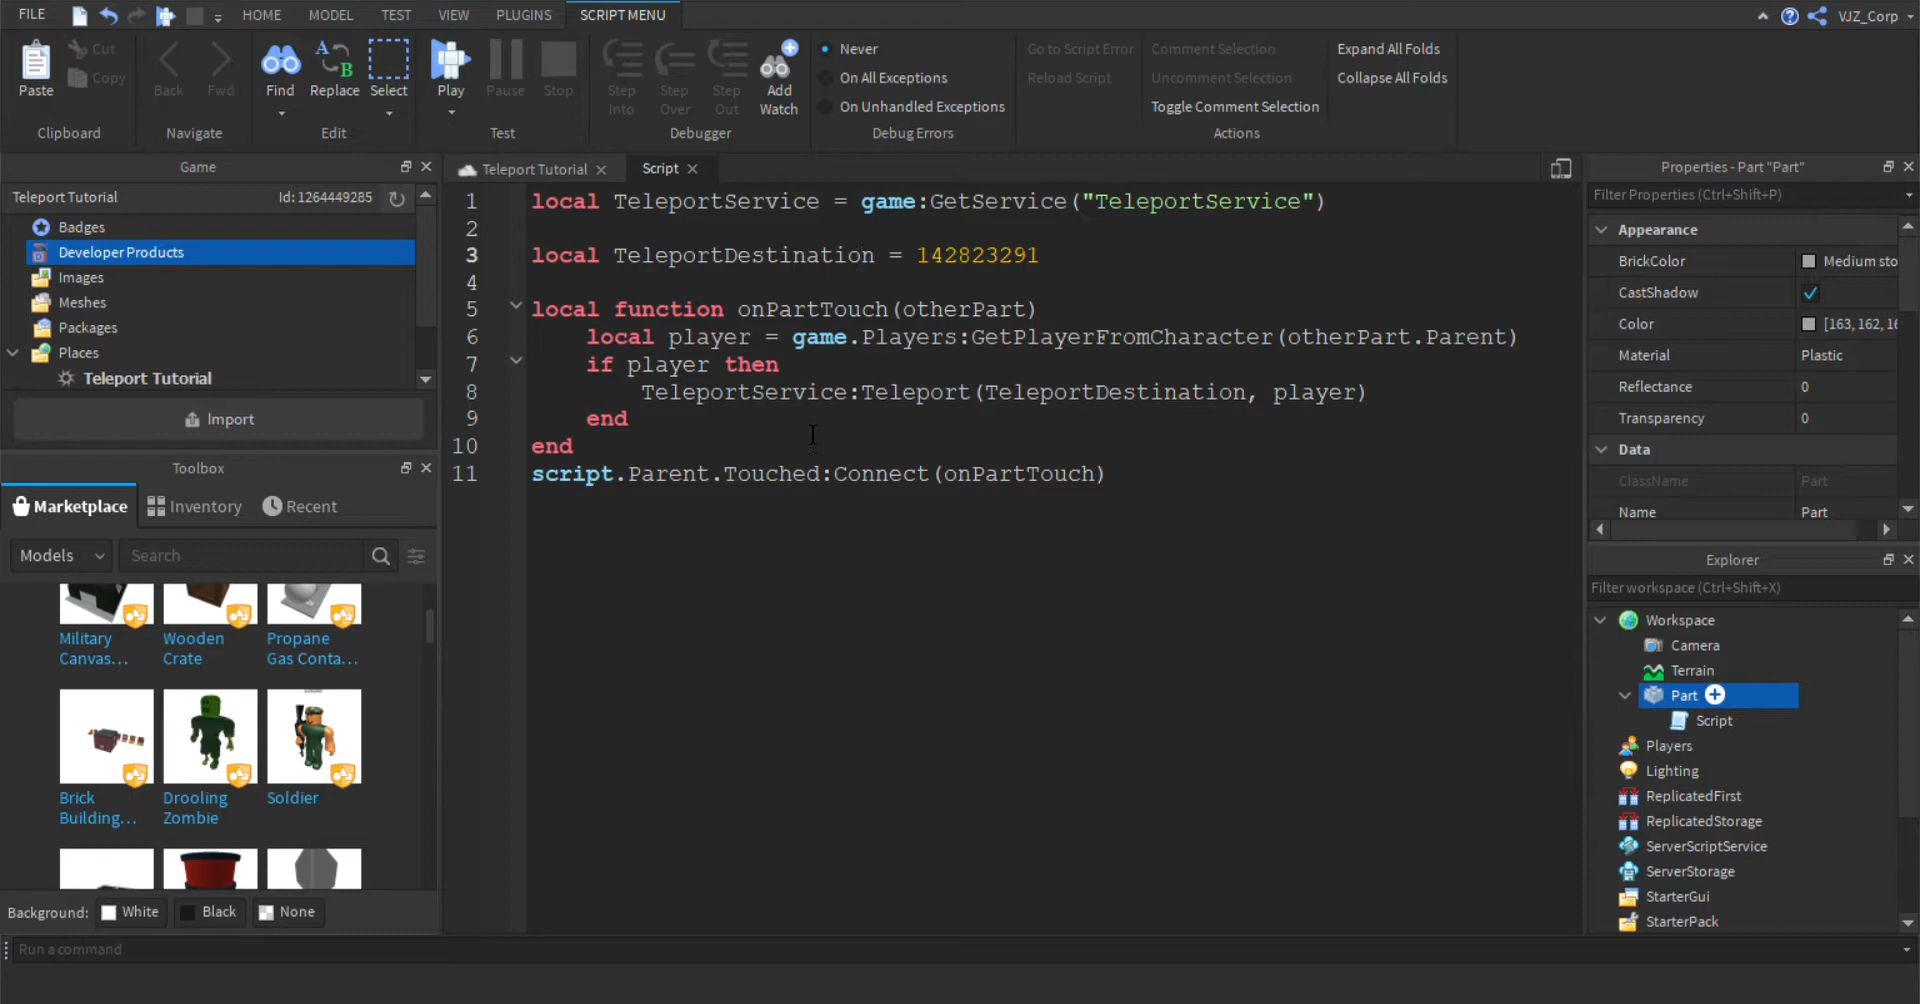 FILE HOME MODEL TEST VIEW PLUGINS SCRIPT MENU VJZ_Corp
Paste Cut Copy
Clipboard
Back Fwd
Navigate
Find Replace Select
A B
Edit
Play Pause Stop
Test
Step Into Step Over Step Out Add Watch
Debugger
Never
On All Exceptions
On Unhandled Exceptions
Debug Errors
Go to Script Error
Reload Script
Comment Selection
Uncomment Selection
Toggle Comment Selection
Expand All Folds
Collapse All Folds
Actions
Game
Teleport Tutorial Id: 1264449285
Badges
Developer Products
Images
Meshes
Packages
Places
Teleport Tutorial
Import
Toolbox
Marketplace Inventory Recent
Models Search
Military Canvas...
Wooden Crate
Propane Gas Conta...
Brick Building...
Drooling Zombie
Soldier
Background: White Black None
Run a command
Teleport Tutorial Script
1 local TeleportService = game:GetService("TeleportService")
2
3 local TeleportDestination = 142823291
4
5 local function onPartTouch(otherPart)
6 local player = game.Players:GetPlayerFromCharacter(otherPart.Parent)
7 if player then
8 TeleportService:Teleport(TeleportDestination, player)
9 end
10 end
11 script.Parent.Touched:Connect(onPartTouch)
Properties - Part "Part"
Filter Properties (Ctrl+Shift+P)
Appearance
BrickColor Medium sto
CastShadow
Color [163, 162, 16
Material Plastic
Reflectance 0
Transparency 0
Data
ClassName Part
Name Part
Explorer
Filter workspace (Ctrl+Shift+X)
Workspace
Camera
Terrain
Part
Script
Players
Lighting
ReplicatedFirst
ReplicatedStorage
ServerScriptService
ServerStorage
StarterGui
StarterPack